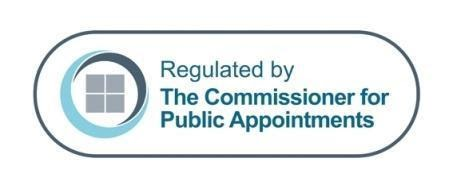 Regulated by
The Commissioner for
Public Appointments